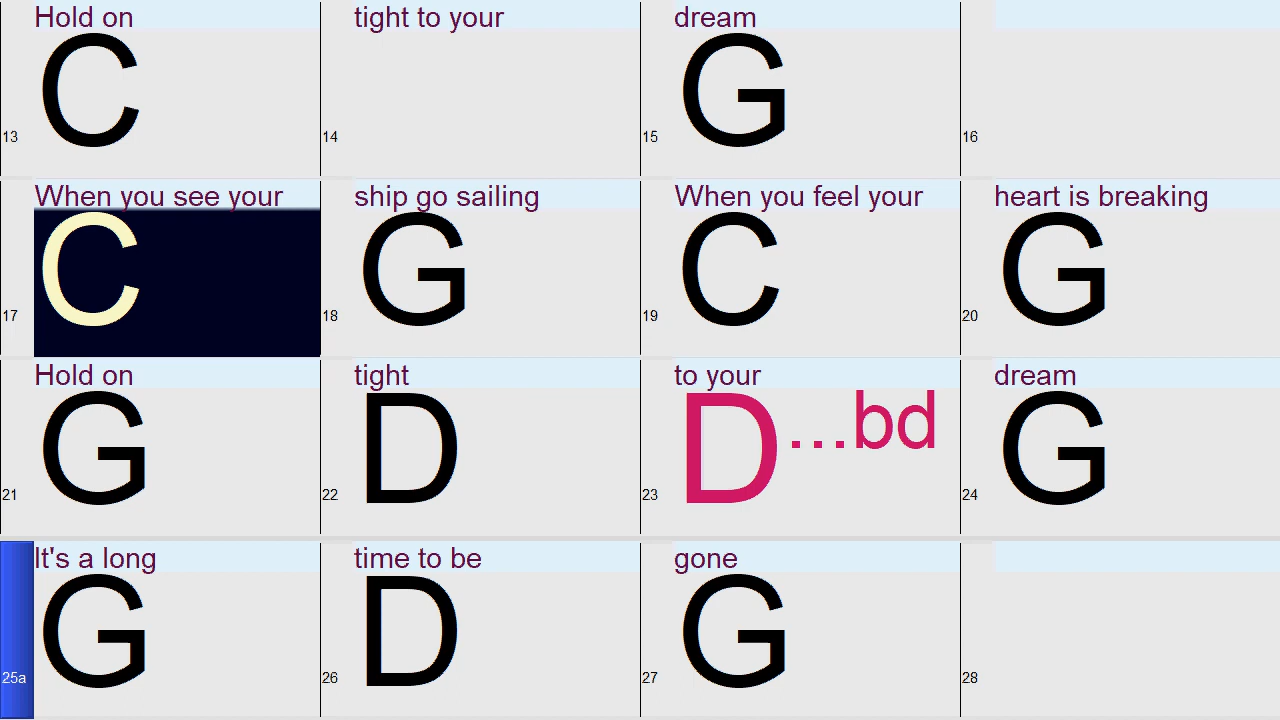 Hold on tight to your dream
C G
13 14 15 16
When you see your ship go sailing When you feel your heart is breaking
C G C G
17 18 19 20
Hold on tight to your dream
G D D...bd G
21 22 23 24
It's a long time to be gone
G D G
25a 26 27 28